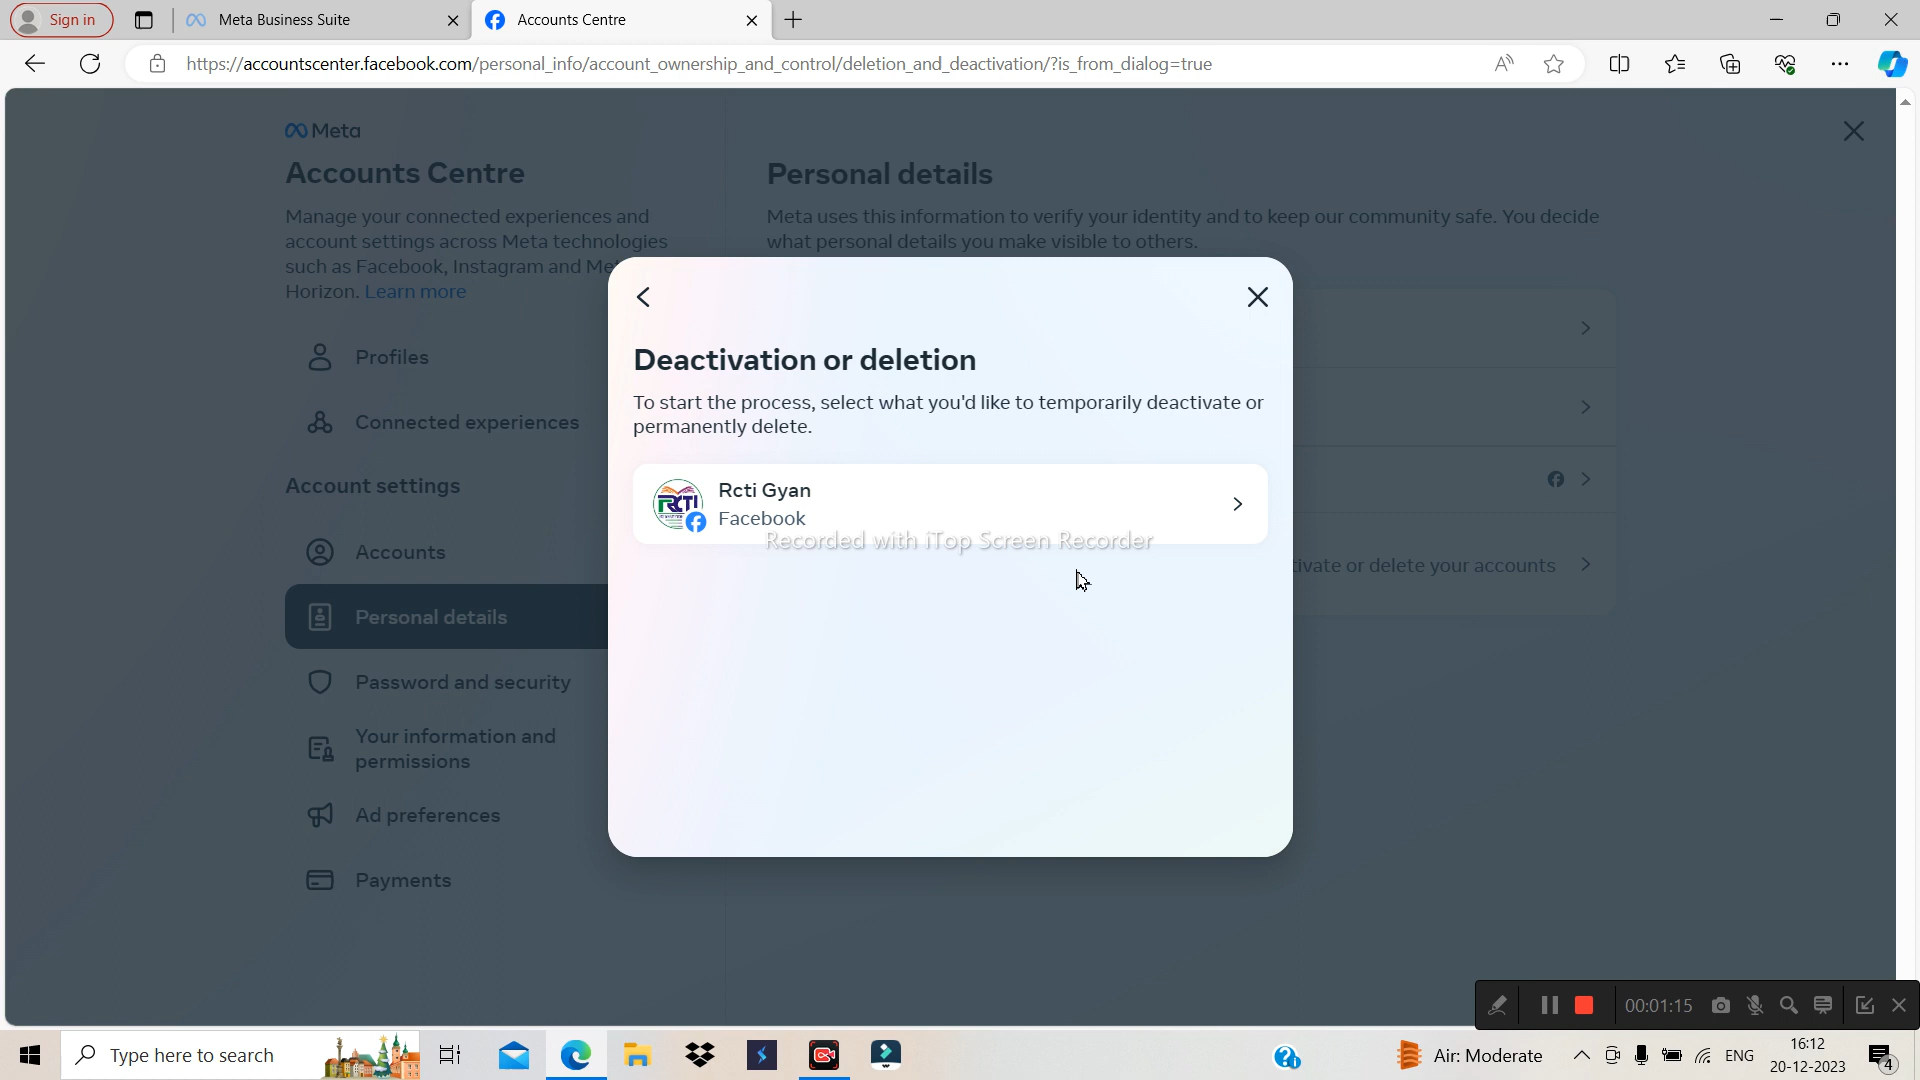 Sign in
Meta Business Suite
Accounts Centre
https://accountscenter.facebook.com/personal_info/account_ownership_and_control/deletion_and_deactivation/?is_from_dialog=true
Meta
Accounts Centre
Manage your connected experiences and
account settings across Meta technologies
such as Facebook, Instagram and Me
Horizon. Learn more
Profiles
Connected experiences
Account settings
Accounts
Personal details
Password and security
Your information and
permissions
Ad preferences
Payments
Personal details
Meta uses this information to verify your identity and to keep our community safe. You decide
what personal details you make visible to others.
ivate or delete your accounts
Deactivation or deletion
To start the process, select what you'd like to temporarily deactivate or
permanently delete.
RCTI
Rcti Gyan
Facebook
Recorded with iTop Screen Recorder
00:01:15
Type here to search
Air: Moderate
ENG
16:12
20-12-2023
4